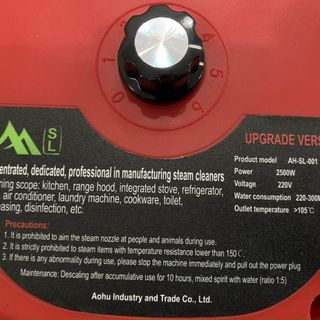 1
2
4
5
6
S
L
UPGRADE VERS
entrated, dedicated, professional in manufacturing steam cleaners
ning scope: kitchen, range hood, integrated stove, refrigerator,
air conditioner, laundry machine, cookware, toilet,
easing, disinfection, etc.
Product model AH-SL-001
Power 2500W
Voltage 220V
Water consumption 220-300M
Outlet temperature >105℃
Precautions:
1. It is prohibited to aim the steam nozzle at people and animals during use.
2. It is strictly prohibited to steam items with temperature resistance lower than 150℃.
3. If there is any abnormality during use, please stop the machine immediately and pull out the power plug
Maintenance: Descaling after accumulative use for 10 hours, mixed spirit with water (ratio 1:5)
Aohu Industry and Trade Co., Ltd.